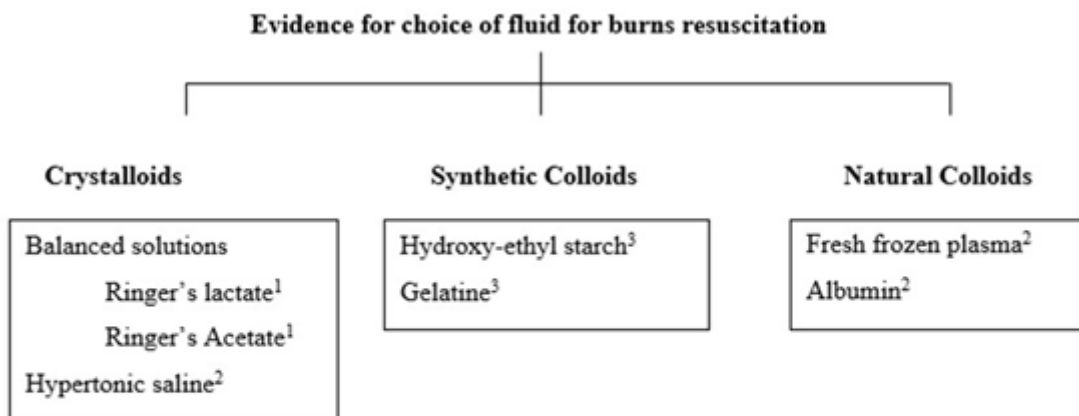 Evidence for choice of fluid for burns resuscitation
Crystalloids
Balanced solutions
Ringer’s lactate¹
Ringer’s Acetate¹
Hypertonic saline²
Synthetic Colloids
Hydroxy-ethyl starch³
Gelatine³
Natural Colloids
Fresh frozen plasma²
Albumin²